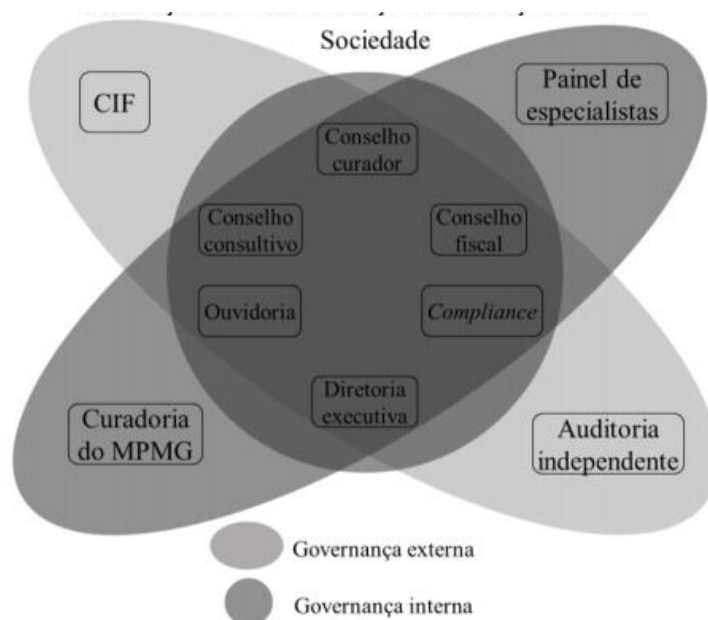 Sociedade
CIF
Painel de
especialistas
Conselho
curador
Conselho
consultivo
Conselho
fiscal
Ouvidoria
Compliance
Diretoria
executiva
Curadoria
do MPMG
Auditoria
independente
Governança externa
Governança interna